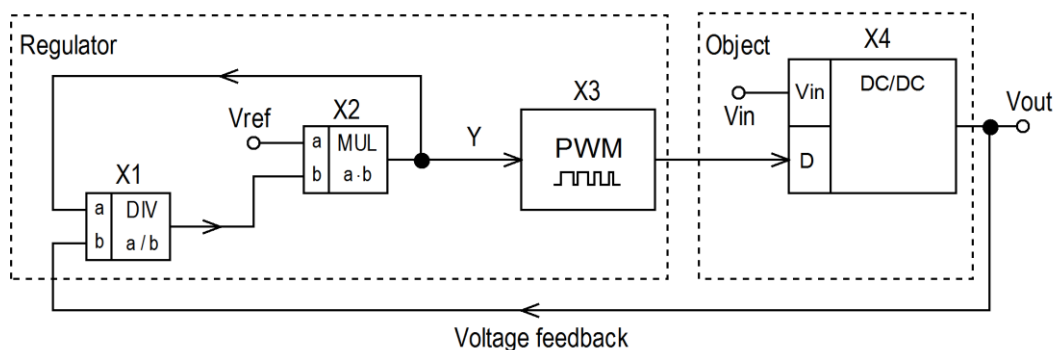 Regulator
Object
X4
Vin
DC/DC
Vin
D
Vout
X3
PWM
X2
Vref
a
MUL
b
a·b
Y
X1
a
DIV
b
a / b
Voltage feedback